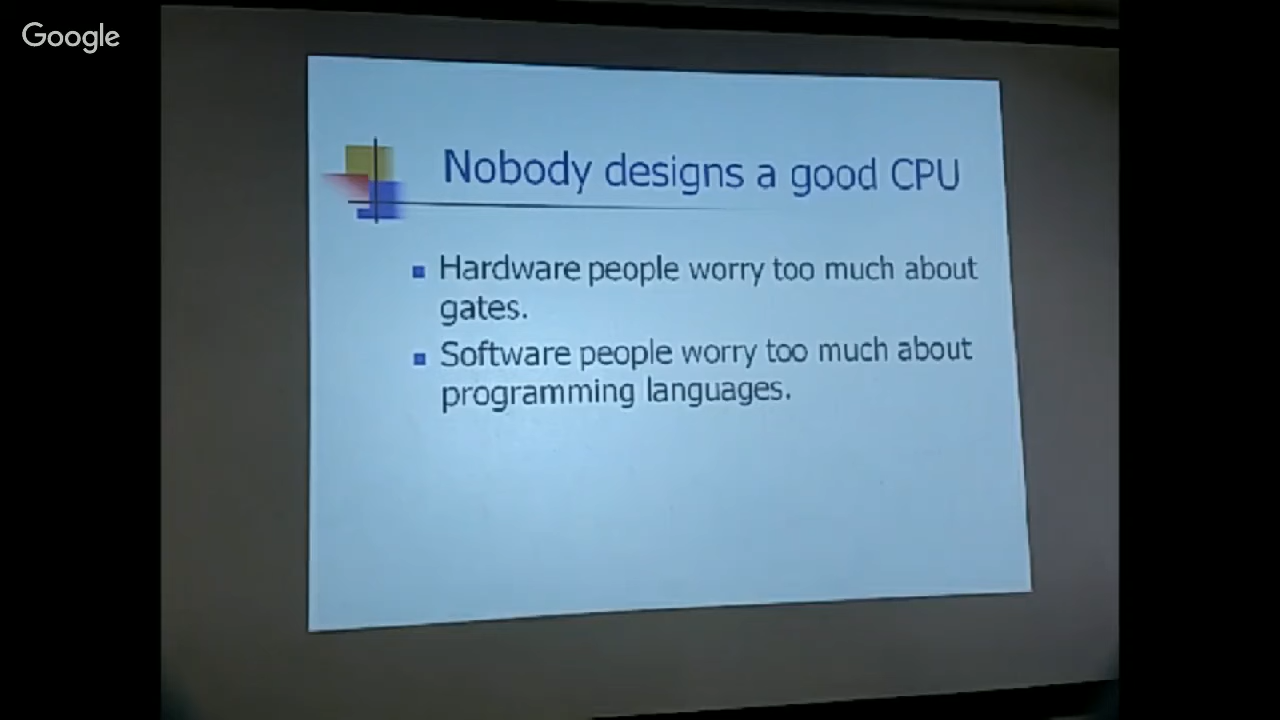 Google
Nobody designs a good CPU
Hardware people worry too much about
gates.
Software people worry too much about
programming languages.